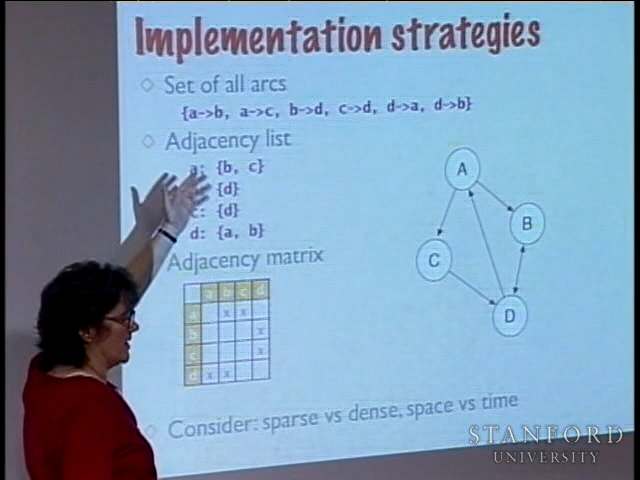 Implementation strategies
Set of all arcs
{a->b, a->c, b->d, c->d, d->a, d->b}
Adjacency list
a: {b, c}
{d}
c: {d}
d: {a, b}
Adjacency matrix
a b c d
a x x
b x
c x
d x x
Consider: sparse vs dense, space vs time
A
B
C
D
STANFORD
UNIVERSITY